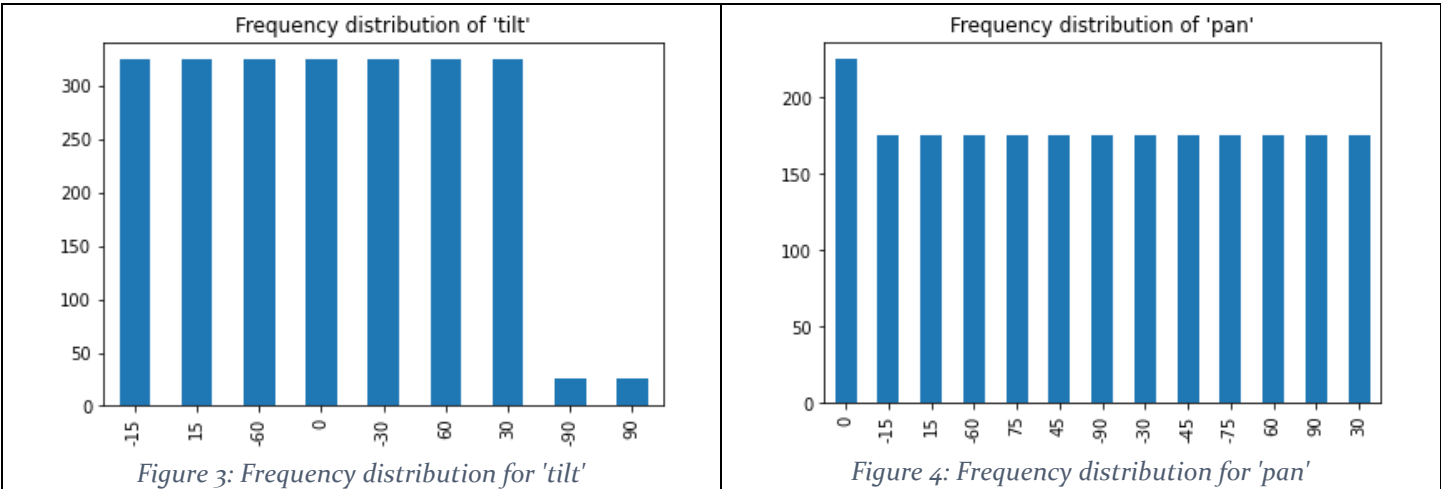 Frequency distribution of 'tilt'
300
250
200
150
100
50
0
-15 15 -60 0 -30 60 30 -90 90
Figure 3: Frequency distribution for 'tilt'
Frequency distribution of 'pan'
200
150
100
50
0
0 -15 15 -60 75 45 -90 -30 -45 -75 60 90 30
Figure 4: Frequency distribution for 'pan'